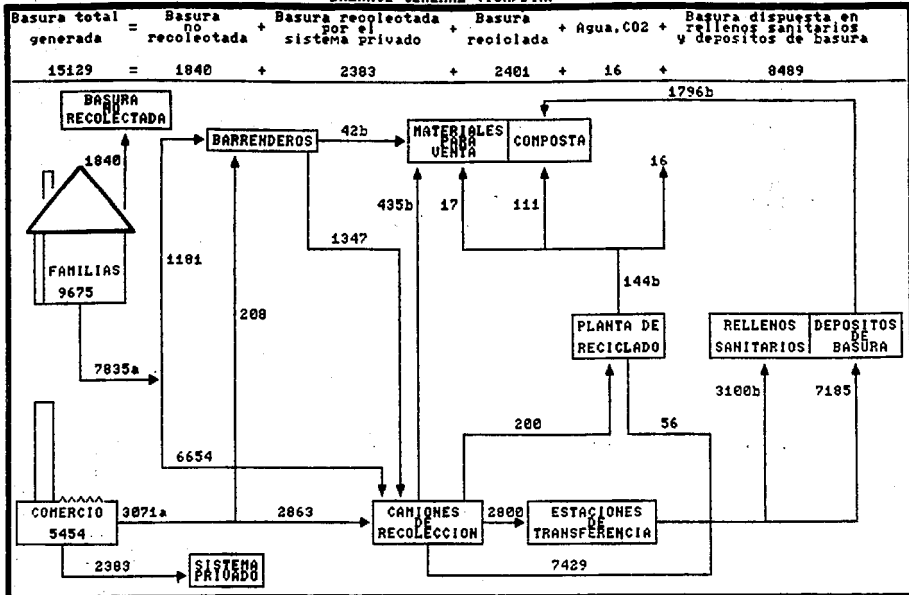 BALANCE GENERAL
Basura total generada = Basura no recolectada + Basura recolectada por el sistema privado + Basura reciclada + Agua,CO2 + Basura dispuesta en rellenos sanitarios y depositos de basura
15129 = 1840 + 2383 + 2401 + 16 + 8489
1796b
BASURA NO RECOLECTADA
BARRENDEROS
42b
MATERIALES PARA VENTA
COMPOSTA
1840
16
435b
17
111
1347
1181
FAMILIAS
9675
144b
208
PLANTA DE RECICLADO
RELLENOS SANITARIOS
DEPOSITOS DE BASURA
7835a
3100b
7185
200
56
6654
COMERCIO
5454
3071a
2863
CAMIONES DE RECOLECCION
2800
ESTACIONES DE TRANSFERENCIA
2383
SISTEMA PRIVADO
7429